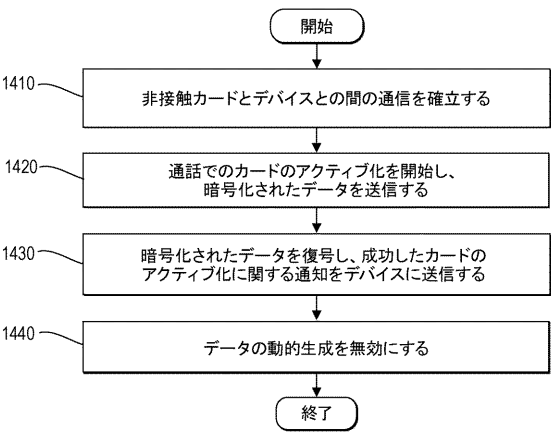 開始
1410
非接触カードとデバイスとの間の通信を確立する
1420
通話でのカードのアクティブ化を開始し、
暗号化されたデータを送信する
1430
暗号化されたデータを復号し、成功したカードの
アクティブ化に関する通知をデバイスに送信する
1440
データの動的生成を無効にする
終了